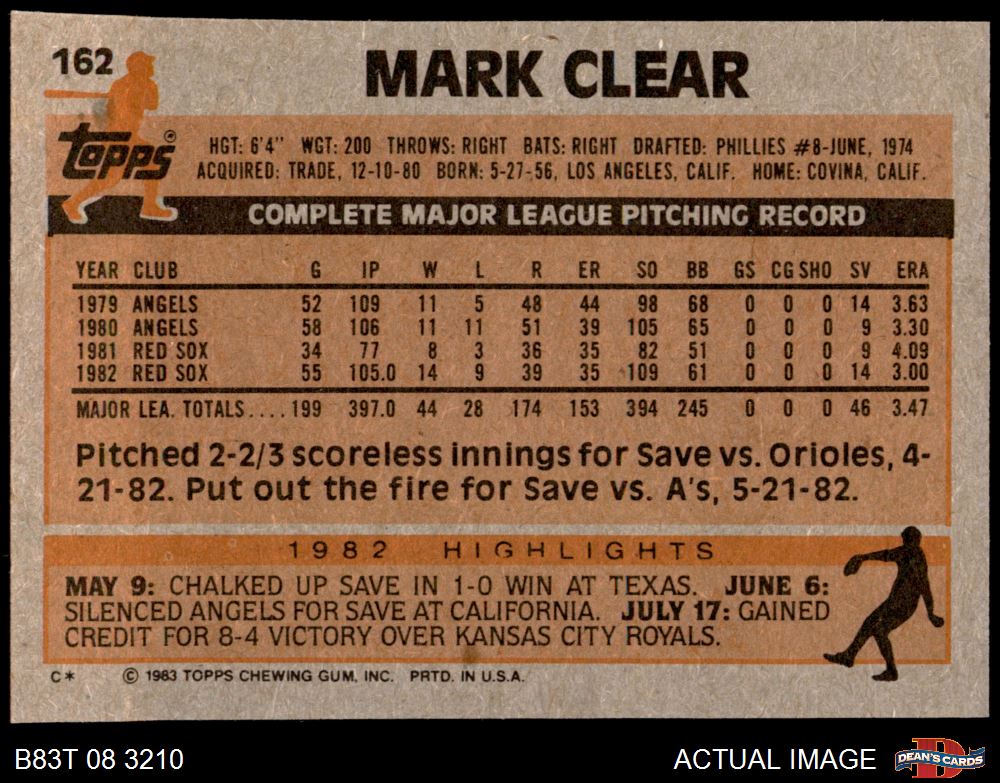 162
MARK CLEAR
Topps®
HGT: 6'4" WGT: 200 THROWS: RIGHT BATS: RIGHT DRAFTED: PHILLIES #8-JUNE, 1974
ACQUIRED: TRADE, 12-10-80 BORN: 5-27-56, LOS ANGELES, CALIF. HOME: COVINA, CALIF.
COMPLETE MAJOR LEAGUE PITCHING RECORD
YEAR CLUB G IP W L R ER SO BB GS CG SHO SV ERA
1979 ANGELS 52 109 11 5 48 44 98 68 0 0 0 14 3.63
1980 ANGELS 58 106 11 11 51 39 105 65 0 0 0 9 3.30
1981 RED SOX 34 77 8 3 36 35 82 51 0 0 0 9 4.09
1982 RED SOX 55 105.0 14 9 39 35 109 61 0 0 0 14 3.00
MAJOR LEA. TOTALS.... 199 397.0 44 28 174 153 394 245 0 0 0 46 3.47
Pitched 2-2/3 scoreless innings for Save vs. Orioles, 4-
21-82. Put out the fire for Save vs. A's, 5-21-82.
1982 HIGHLIGHTS
MAY 9: CHALKED UP SAVE IN 1-0 WIN AT TEXAS. JUNE 6:
SILENCED ANGELS FOR SAVE AT CALIFORNIA. JULY 17: GAINED
CREDIT FOR 8-4 VICTORY OVER KANSAS CITY ROYALS.
C* © 1983 TOPPS CHEWING GUM, INC. PRTD. IN U.S.A.
B83T 08 3210 ACTUAL IMAGE
D
DEAN'S CARDS